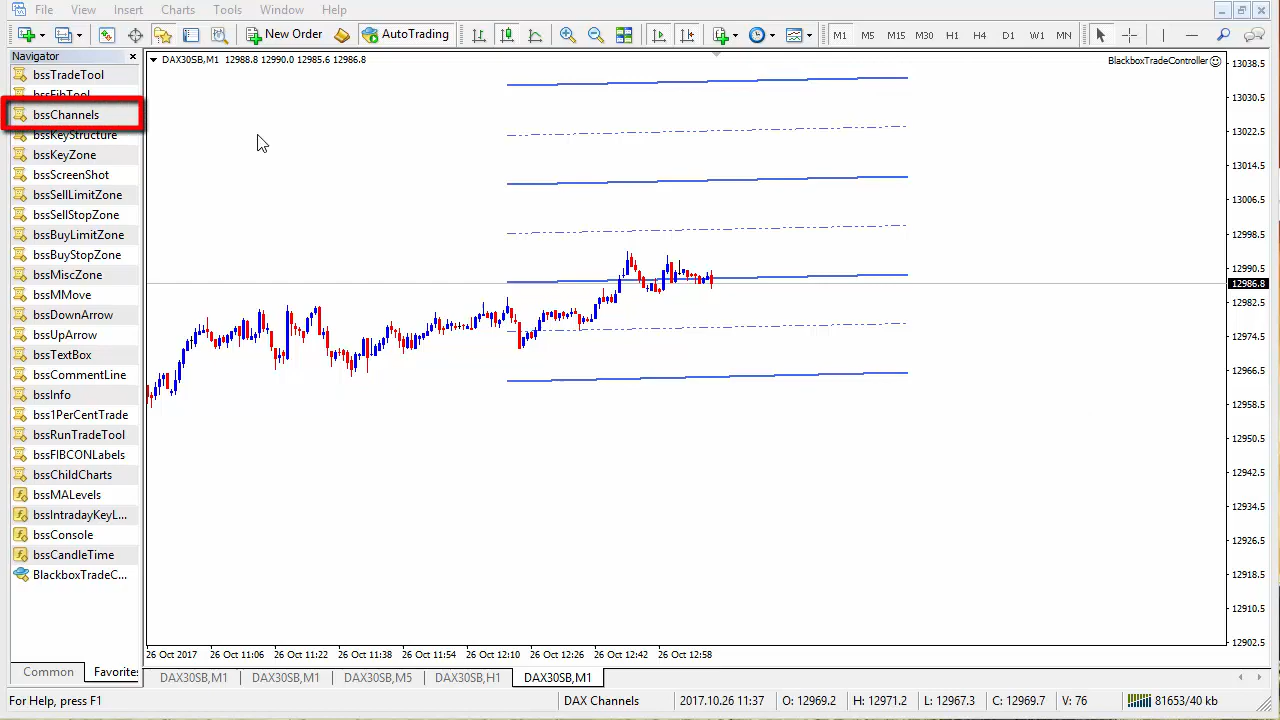 File View Insert Charts Tools Window Help
New Order AutoTrading M1 M5 M15 M30 H1 H4 D1 W1 MN
Navigator
bssTradeTool
bssFibTool
bssChannels
bssKeyStructure
bssKeyZone
bssScreenShot
bssSellLimitZone
bssSellStopZone
bssBuyLimitZone
bssBuyStopZone
bssMiscZone
bssMMove
bssDownArrow
bssUpArrow
bssTextBox
bssCommentLine
bssInfo
bss1PerCentTrade
bssRunTradeTool
bssFIBCONLabels
bssChildCharts
bssMALevels
bssIntradayKeyL...
bssConsole
bssCandleTime
BlackboxTradeC...
Common Favorites
DAX30SB,M1 12988.8 12990.0 12985.6 12986.8
BlackboxTradeController
13038.5
13030.5
13022.5
13014.5
13006.5
12998.5
12990.5
12986.8
12982.5
12974.5
12966.5
12958.5
12950.5
12942.5
12934.5
12926.5
12918.5
12910.5
12902.5
26 Oct 2017 26 Oct 11:06 26 Oct 11:22 26 Oct 11:38 26 Oct 11:54 26 Oct 12:10 26 Oct 12:26 26 Oct 12:42 26 Oct 12:58
DAX30SB,M1 DAX30SB,M1 DAX30SB,M5 DAX30SB,H1 DAX30SB,M1
For Help, press F1 DAX Channels 2017.10.26 11:37 O: 12969.2 H: 12971.2 L: 12967.3 C: 12969.7 V: 76 81653/40 kb